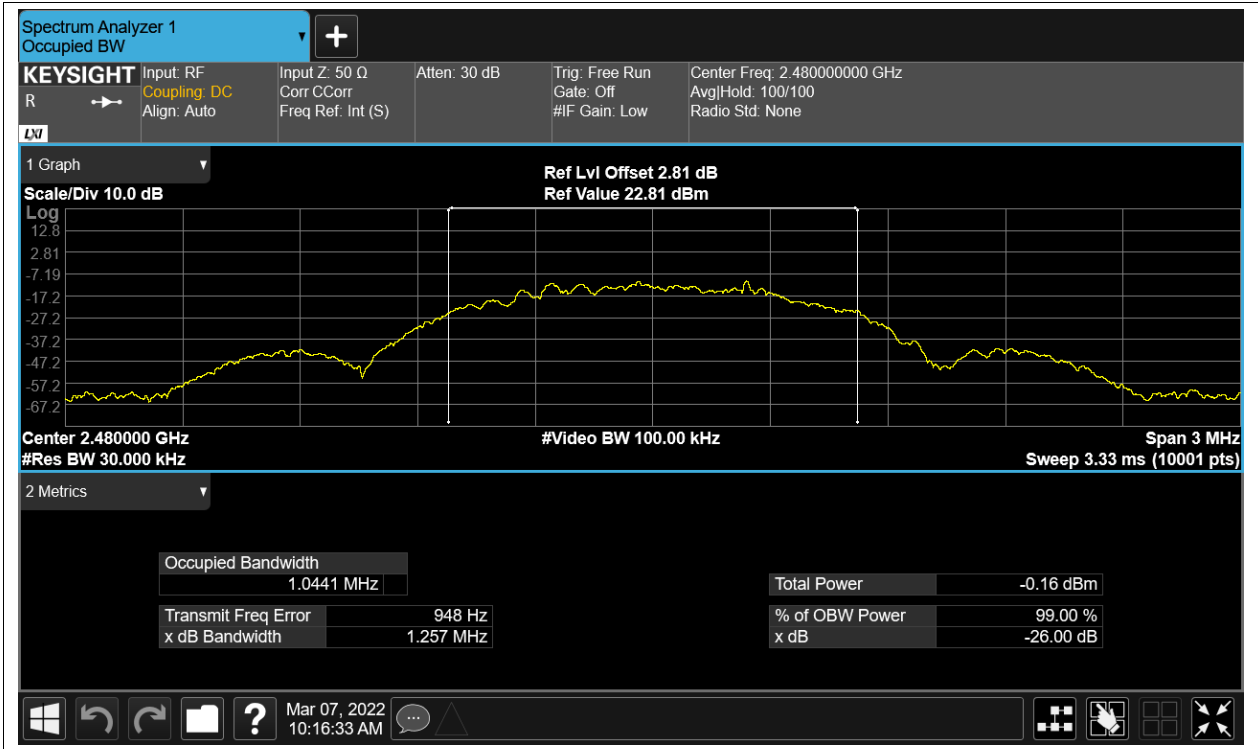 Spectrum Analyzer 1
Occupied BW
KEYSIGHT
R
LXI
Input: RF
Coupling: DC
Align: Auto
Input Z: 50 Ω
Corr CCorr
Freq Ref: Int (S)
Atten: 30 dB
Trig: Free Run
Gate: Off
#IF Gain: Low
Center Freq: 2.480000000 GHz
Avg|Hold: 100/100
Radio Std: None
1 Graph
Scale/Div 10.0 dB
Ref Lvl Offset 2.81 dB
Ref Value 22.81 dBm
Log
12.8
2.81
-7.19
-17.2
-27.2
-37.2
-47.2
-57.2
-67.2
Center 2.480000 GHz
#Res BW 30.000 kHz
#Video BW 100.00 kHz
Span 3 MHz
Sweep 3.33 ms (10001 pts)
2 Metrics
Occupied Bandwidth
1.0441 MHz
Transmit Freq Error 948 Hz
x dB Bandwidth 1.257 MHz
Total Power -0.16 dBm
% of OBW Power 99.00 %
x dB -26.00 dB
?
Mar 07, 2022
10:16:33 AM